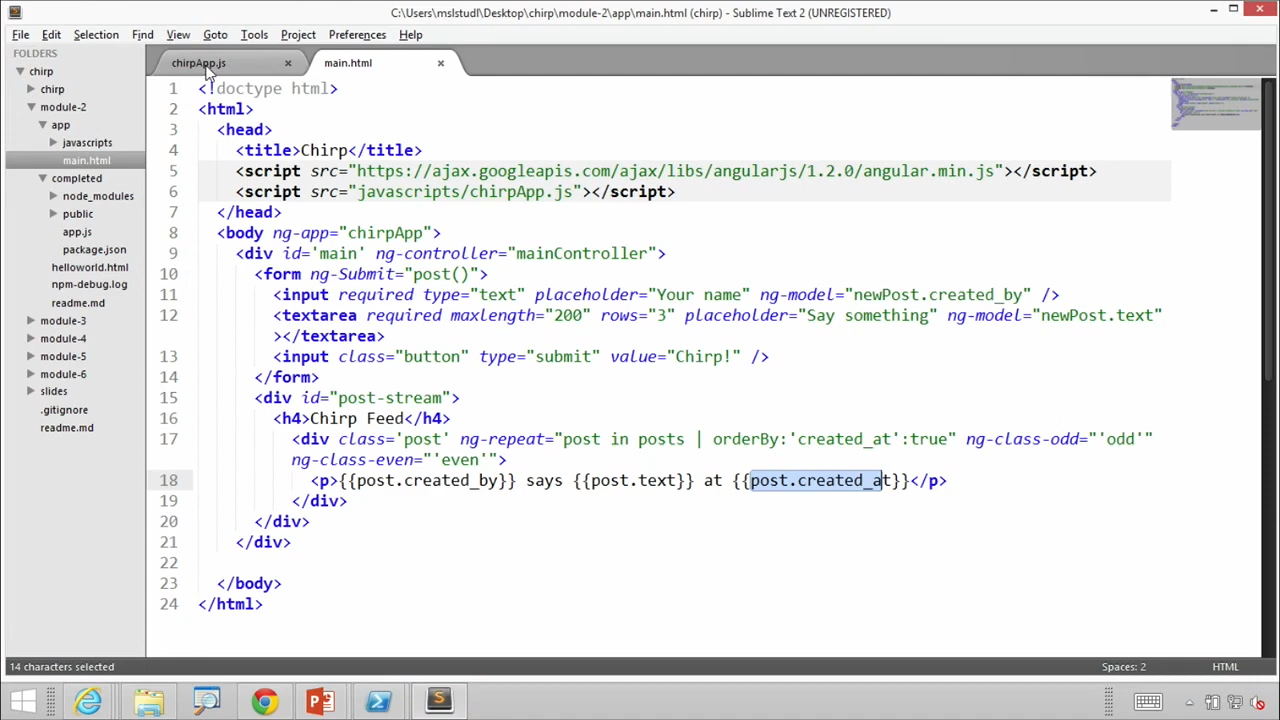 C:\Users\mslstudl\Desktop\chirp\module-2\app\main.html (chirp) - Sublime Text 2 (UNREGISTERED)
File Edit Selection Find View Goto Tools Project Preferences Help
FOLDERS
chirp
chirp
module-2
app
javascripts
main.html
completed
node_modules
public
app.js
package.json
helloworld.html
npm-debug.log
readme.md
module-3
module-4
module-5
module-6
slides
.gitignore
readme.md
chirpApp.js
main.html
1 <!doctype html>
2 <html>
3 <head>
4 <title>Chirp</title>
5 <script src="https://ajax.googleapis.com/ajax/libs/angularjs/1.2.0/angular.min.js"></script>
6 <script src="javascripts/chirpApp.js"></script>
7 </head>
8 <body ng-app="chirpApp">
9 <div id='main' ng-controller="mainController">
10 <form ng-Submit="post()">
11 <input required type="text" placeholder="Your name" ng-model="newPost.created_by" />
12 <textarea required maxlength="200" rows="3" placeholder="Say something" ng-model="newPost.text"
></textarea>
13 <input class="button" type="submit" value="Chirp!" />
14 </form>
15 <div id="post-stream">
16 <h4>Chirp Feed</h4>
17 <div class='post' ng-repeat="post in posts | orderBy:'created_at':true" ng-class-odd="'odd'"
ng-class-even="'even'">
18 <p>{{post.created_by}} says {{post.text}} at {{post.created_at}}</p>
19 </div>
20 </div>
21 </div>
22
23 </body>
24 </html>
14 characters selected
Spaces: 2
HTML